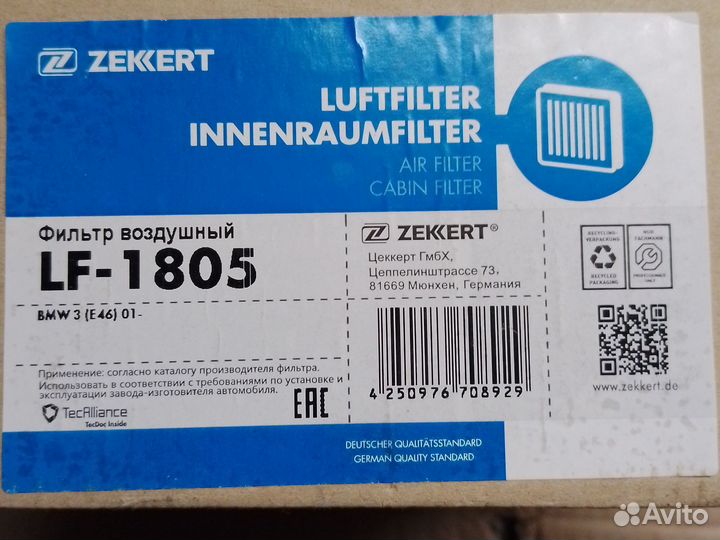 ZEKKERT
LUFTFILTER
INNENRAUMFILTER
AIR FILTER
CABIN FILTER
Фильтр воздушный
LF-1805
BMW 3 (E46) 01-
Применение: согласно каталогу производителя фильтра.
Использовать в соответствии с требованиями по установке и
эксплуатации завода-изготовителя автомобиля.
TecAlliance
TecDoc Inside
EAC
ZEKKERT®
Цеккерт ГмбХ,
Цеппелинштрассе 73,
81669 Мюнхен, Германия
4 250976 708929
RECYCLING-
VERPACKUNG
RECYCLED
PACKAGING
NUR
FACHMANN
PROFESSIONAL
ONLY
www.zekkert.de
DEUTSCHER QUALITÄTSSTANDARD
GERMAN QUALITY STANDARD
Avito